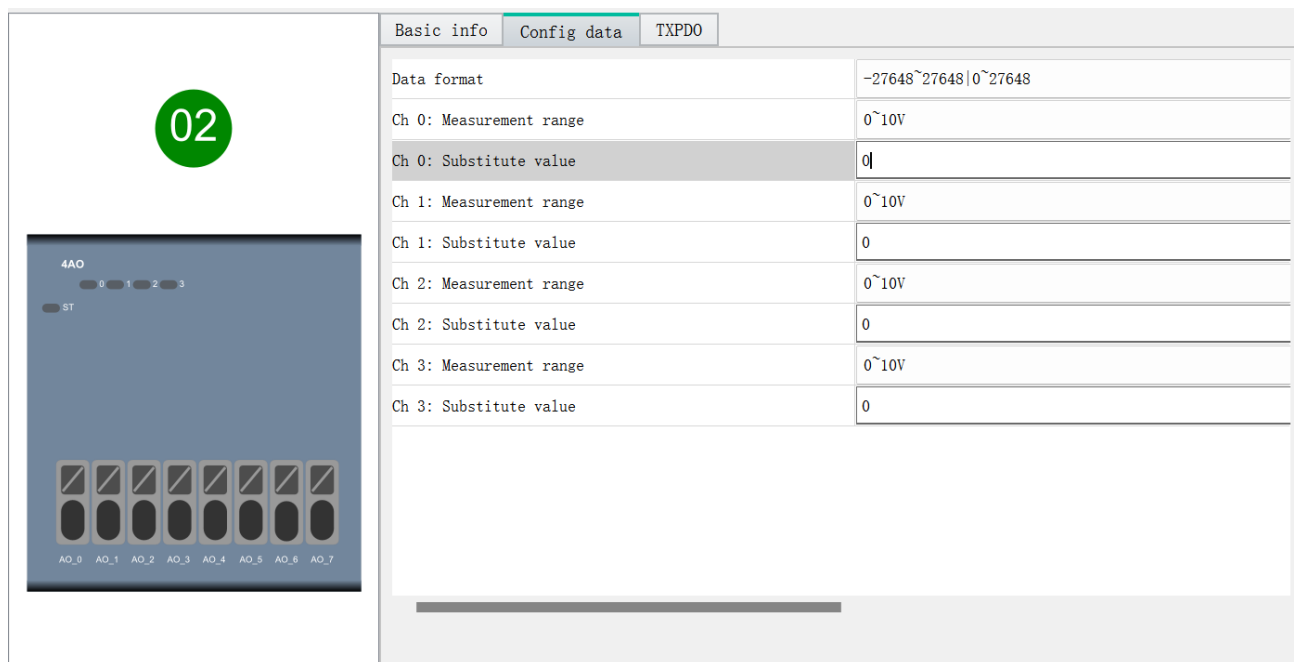 Basic info Config data TXPDO
02
Data format -27648~27648|0~27648
Ch 0: Measurement range 0~10V
Ch 0: Substitute value 0
Ch 1: Measurement range 0~10V
Ch 1: Substitute value 0
Ch 2: Measurement range 0~10V
Ch 2: Substitute value 0
Ch 3: Measurement range 0~10V
Ch 3: Substitute value 0
4AO
0 1 2 3
ST
AO_0 AO_1 AO_2 AO_3 AO_4 AO_5 AO_6 AO_7